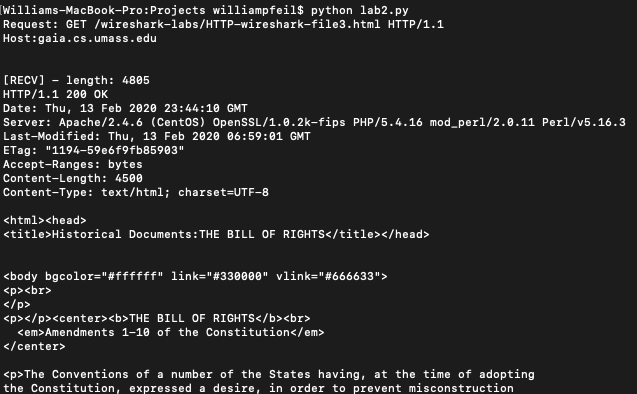 [Williams-MacBook-Pro:Projects williampfeil$ python lab2.py
Request: GET /wireshark-labs/HTTP-wireshark-file3.html HTTP/1.1
Host:gaia.cs.umass.edu
[RECV] - length: 4805
HTTP/1.1 200 OK
Date: Thu, 13 Feb 2020 23:44:10 GMT
Server: Apache/2.4.6 (CentOS) OpenSSL/1.0.2k-fips PHP/5.4.16 mod_perl/2.0.11 Perl/v5.16.3
Last-Modified: Thu, 13 Feb 2020 06:59:01 GMT
ETag: "1194-59e6f9fb85903"
Accept-Ranges: bytes
Content-Length: 4500
Content-Type: text/html; charset=UTF-8
<html><head>
<title>Historical Documents:THE BILL OF RIGHTS</title></head>
<body bgcolor="#ffffff" link="#330000" vlink="#666633">
<p><br>
</p>
<p></p><center><b>THE BILL OF RIGHTS</b><br>
  <em>Amendments 1-10 of the Constitution</em>
</center>
<p>The Conventions of a number of the States having, at the time of adopting
the Constitution, expressed a desire, in order to prevent misconstruction